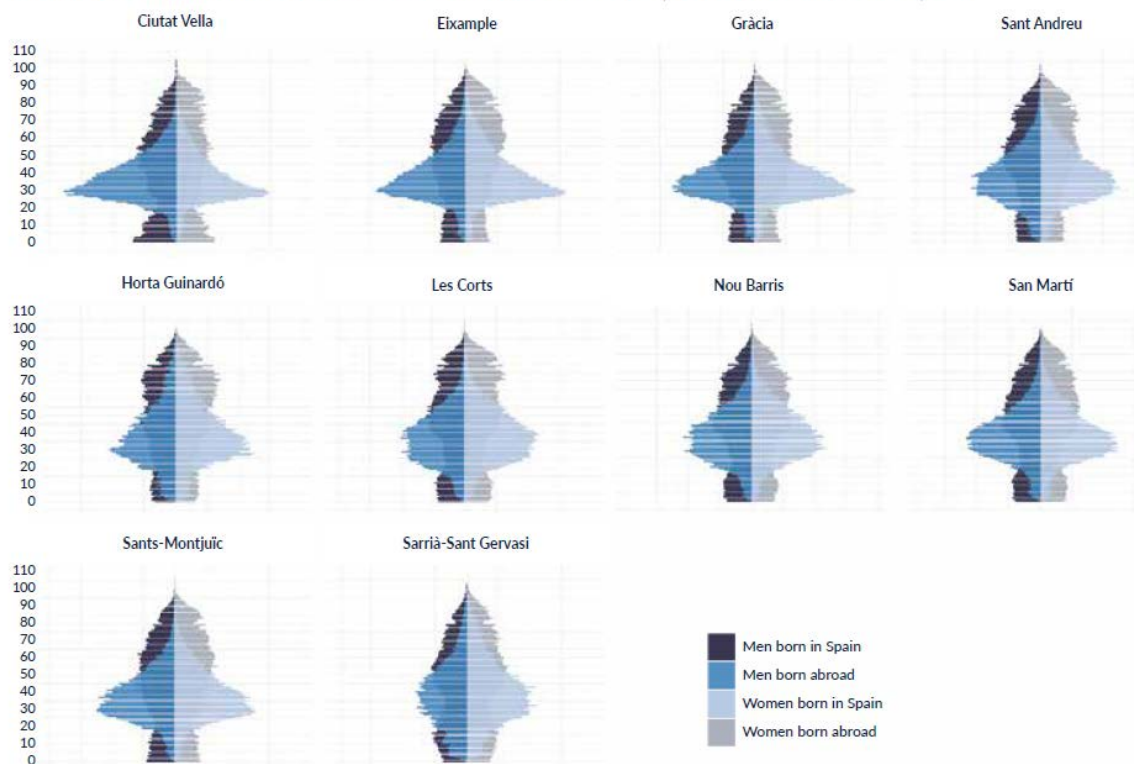 Ciutat Vella
Eixample
Gràcia
Sant Andreu
110
100
90
80
70
60
50
40
30
20
10
0
Horta Guinardó
Les Corts
Nou Barris
San Martí
110
100
90
80
70
60
50
40
30
20
10
0
Sants-Montjuïc
Sarrià-Sant Gervasi
110
100
90
80
70
60
50
40
30
20
10
0
Men born in Spain
Men born abroad
Women born in Spain
Women born abroad